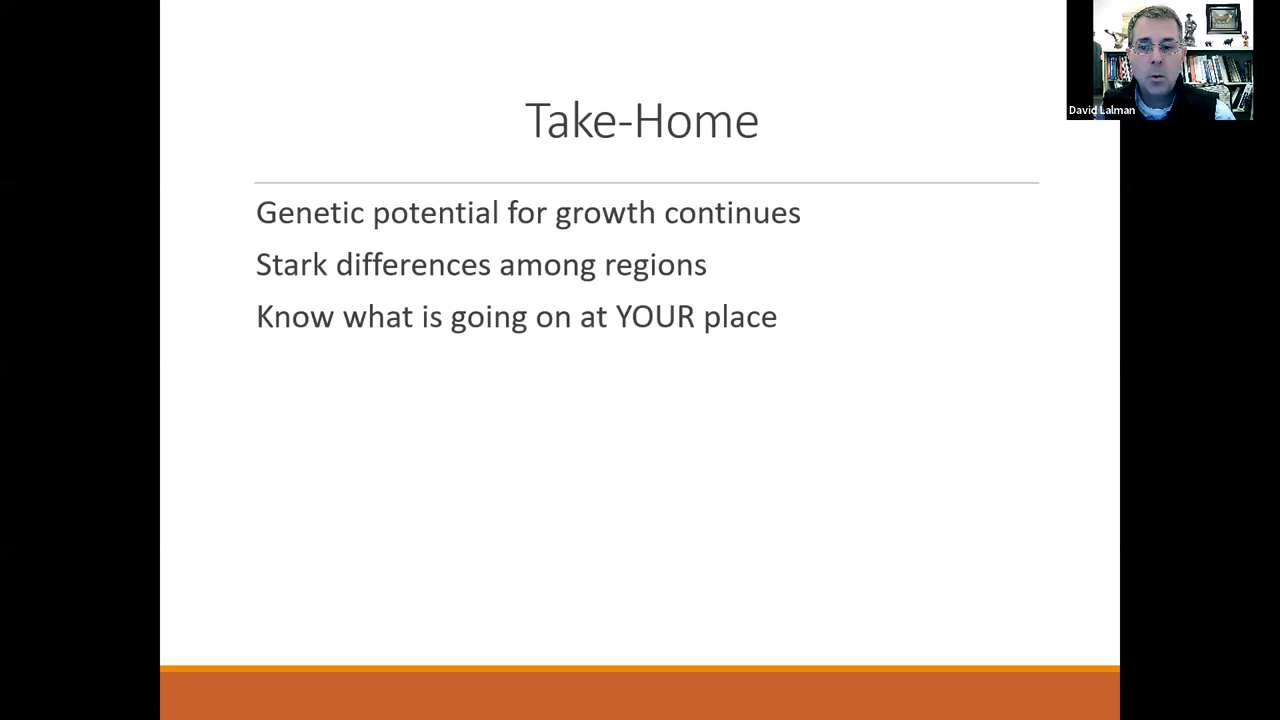 Take-Home
Genetic potential for growth continues
Stark differences among regions
Know what is going on at YOUR place
David Lalman